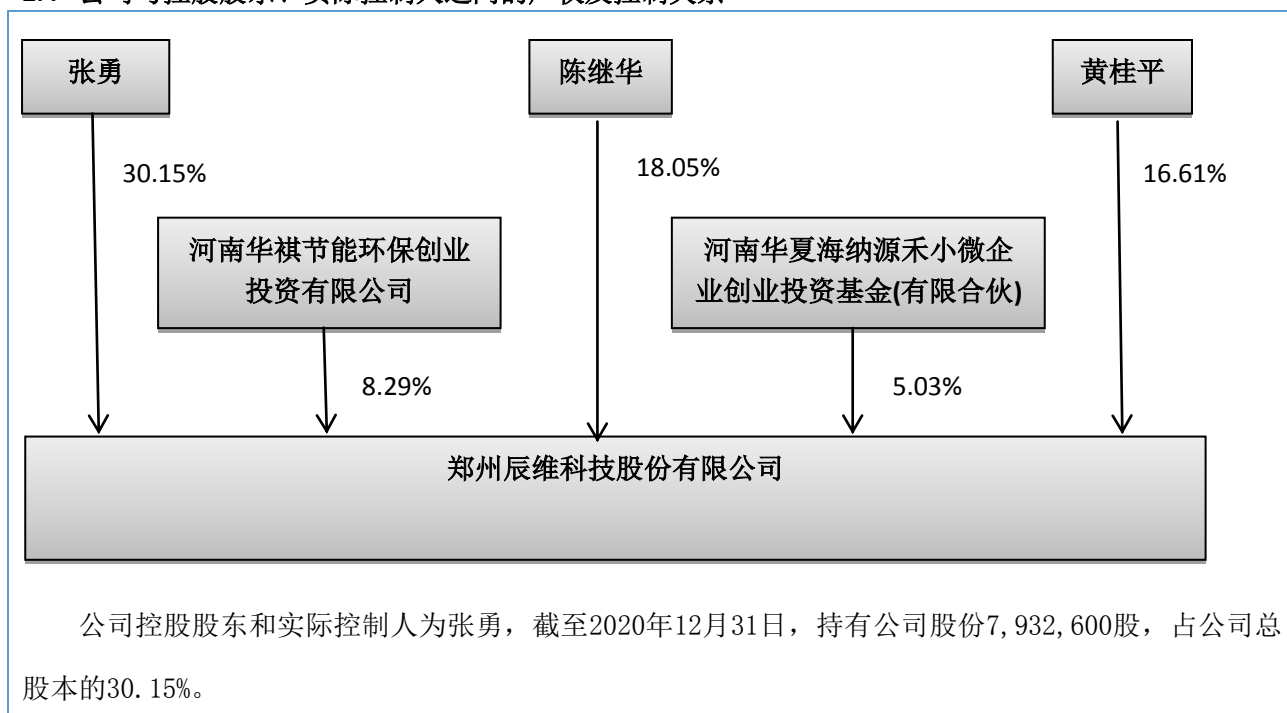 张勇
陈继华
黄桂平
30.15%
18.05%
16.61%
河南华祺节能环保创业
投资有限公司
河南华夏海纳源禾小微企
业创业投资基金(有限合伙)
8.29%
5.03%
郑州辰维科技股份有限公司
公司控股股东和实际控制人为张勇，截至2020年12月31日，持有公司股份7,932,600股，占公司总
股本的30.15%。